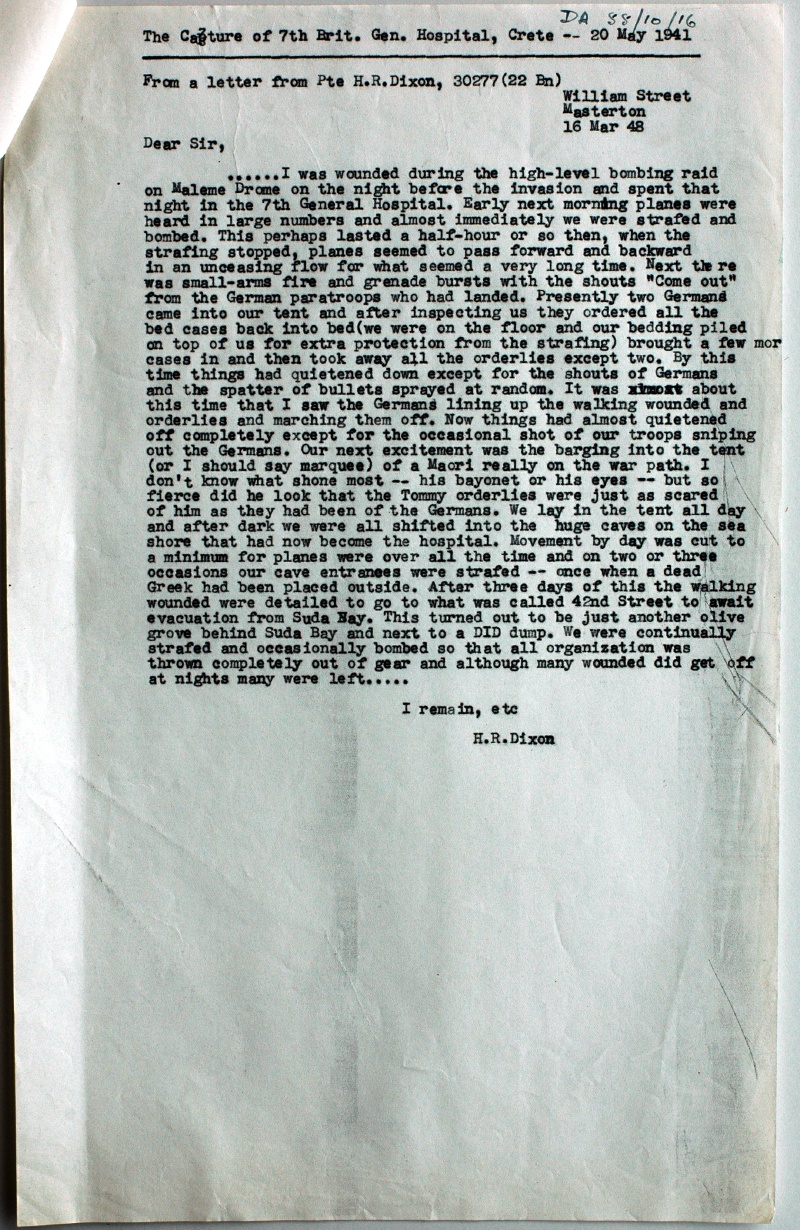 DA 88/10/16
The Capture of 7th Brit. Gen. Hospital, Crete -- 20 May 1941
From a letter from Pte H.R.Dixon, 30277(22 Bn)
William Street
Masterton
16 Mar 48
Dear Sir,
......I was wounded during the high-level bombing raid
on Maleme Drome on the night before the invasion and spent that
night in the 7th General Hospital. Early next morning planes were
heard in large numbers and almost immediately we were strafed and
bombed. This perhaps lasted a half-hour or so then, when the
strafing stopped, planes seemed to pass forward and backward
in an unceasing flow for what seemed a very long time. Next there
was small-arms fire and grenade bursts with the shouts "Come out"
from the German paratroops who had landed. Presently two Germans
came into our tent and after inspecting us they ordered all the
bed cases back into bed(we were on the floor and our bedding piled
on top of us for extra protection from the strafing) brought a few mor
cases in and then took away all the orderlies except two. By this
time things had quietened down except for the shouts of Germans
and the spatter of bullets sprayed at random. It was about
this time that I saw the Germans lining up the walking wounded and
orderlies and marching them off. Now things had almost quietened
off completely except for the occasional shot of our troops sniping
out the Germans. Our next excitement was the barging into the tent
(or I should say marquee) of a Maori really on the war path. I
don't know what shone most -- his bayonet or his eyes -- but so
fierce did he look that the Tommy orderlies were just as scared
of him as they had been of the Germans. We lay in the tent all day
and after dark we were all shifted into the huge caves on the sea
shore that had now become the hospital. Movement by day was cut to
a minimum for planes were over all the time and on two or three
occasions our cave entranees were strafed -- once when a dead
Greek had been placed outside. After three days of this the walking
wounded were detailed to go to what was called 42nd Street to await
evacuation from Suda Bay. This turned out to be just another olive
grove behind Suda Bay and next to a DID dump. We were continually
strafed and occasionally bombed so that all organization was
thrown completely out of gear and although many wounded did get off
at nights many were left.....
I remain, etc
H.R.Dixon